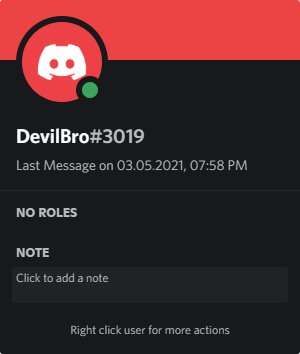 DevilBro#3019
Last Message on 03.05.2021, 07:58 PM
NO ROLES
NOTE
Click to add a note
Right click user for more actions